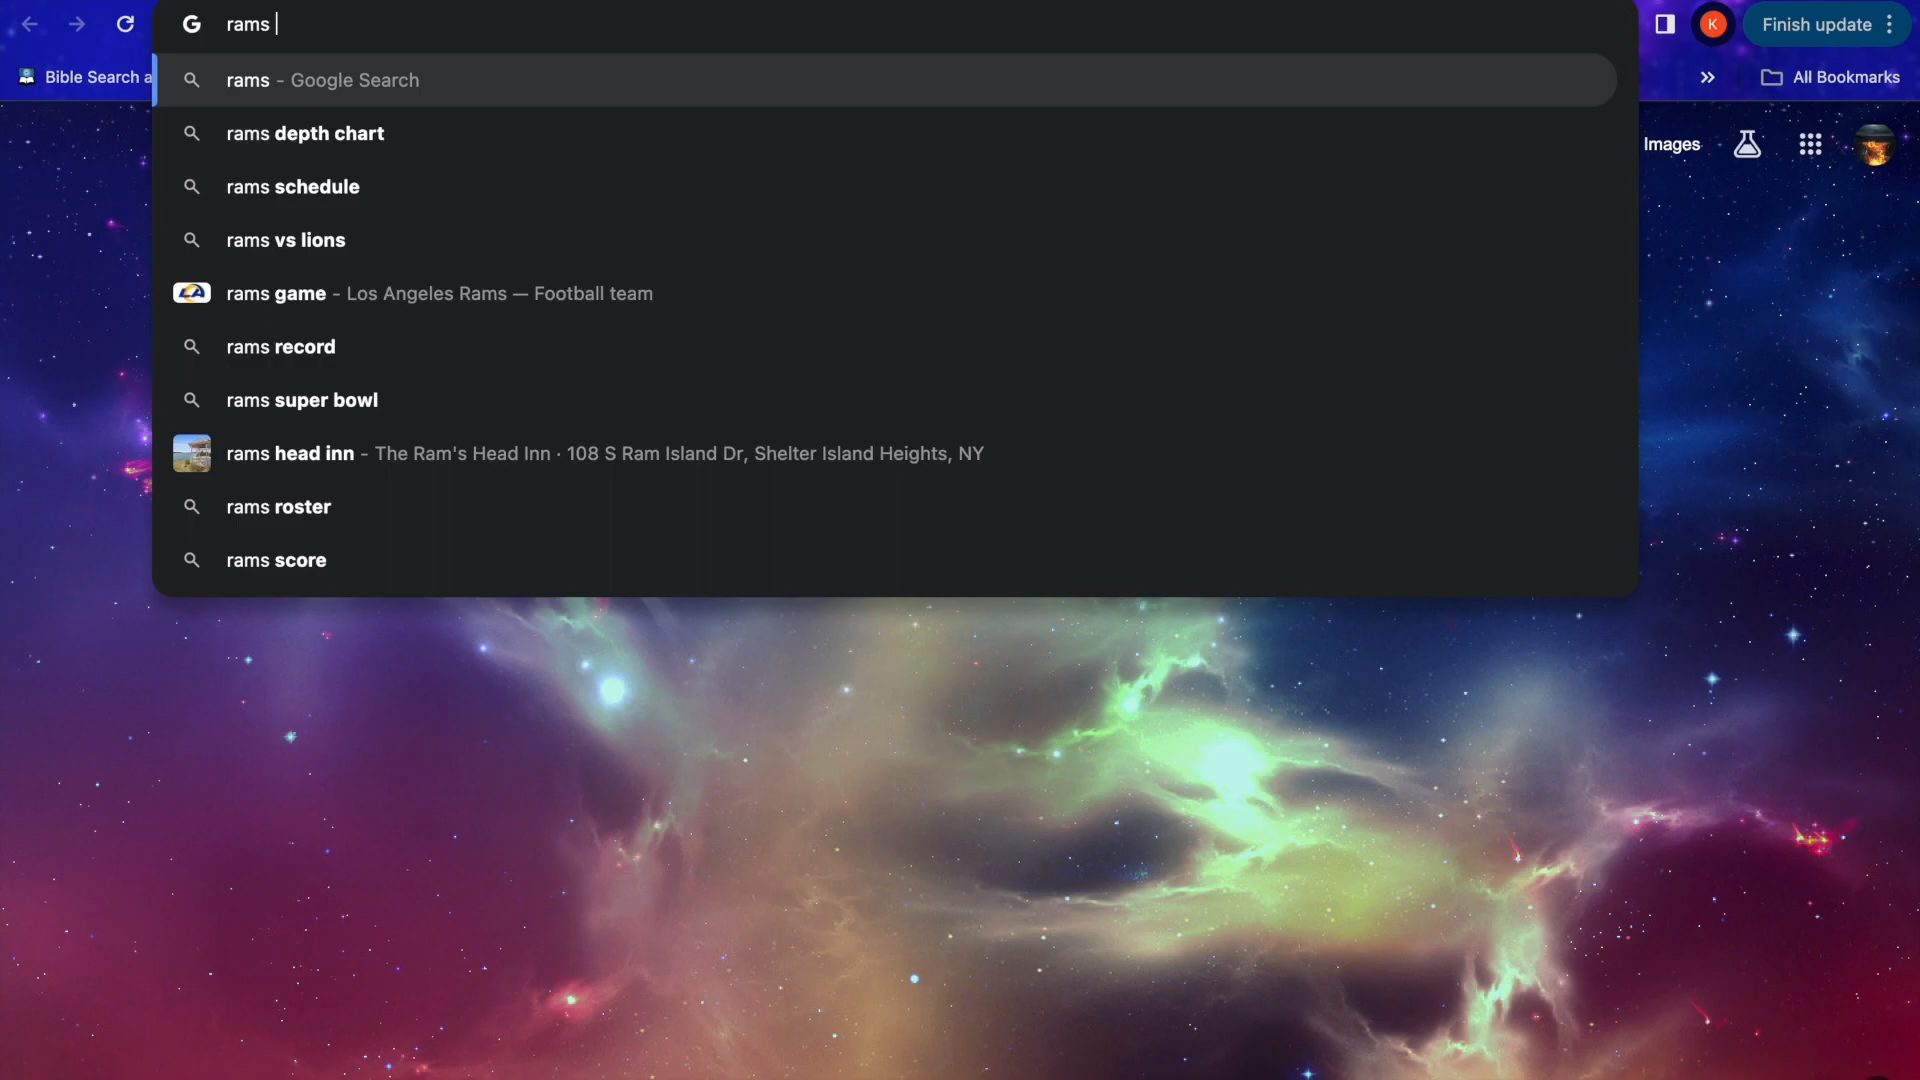 rams
K
Finish update
Bible Search a
All Bookmarks
rams - Google Search
rams depth chart
Images
rams schedule
rams vs lions
LA
rams game - Los Angeles Rams — Football team
rams record
rams super bowl
rams head inn - The Ram's Head Inn · 108 S Ram Island Dr, Shelter Island Heights, NY
rams roster
rams score